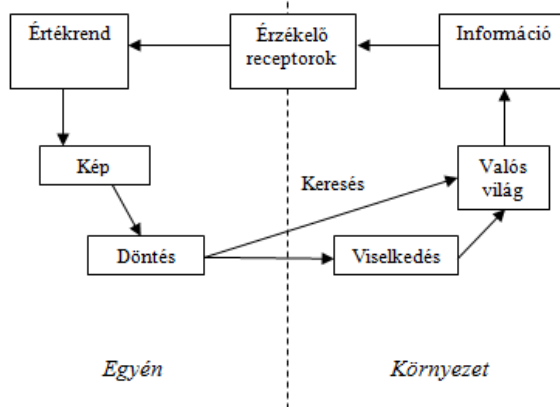 Értékrend
Érzékelő
receptorok
Információ
Kép
Keresés
Valós
világ
Döntés
Viselkedés
Egyén
Környezet